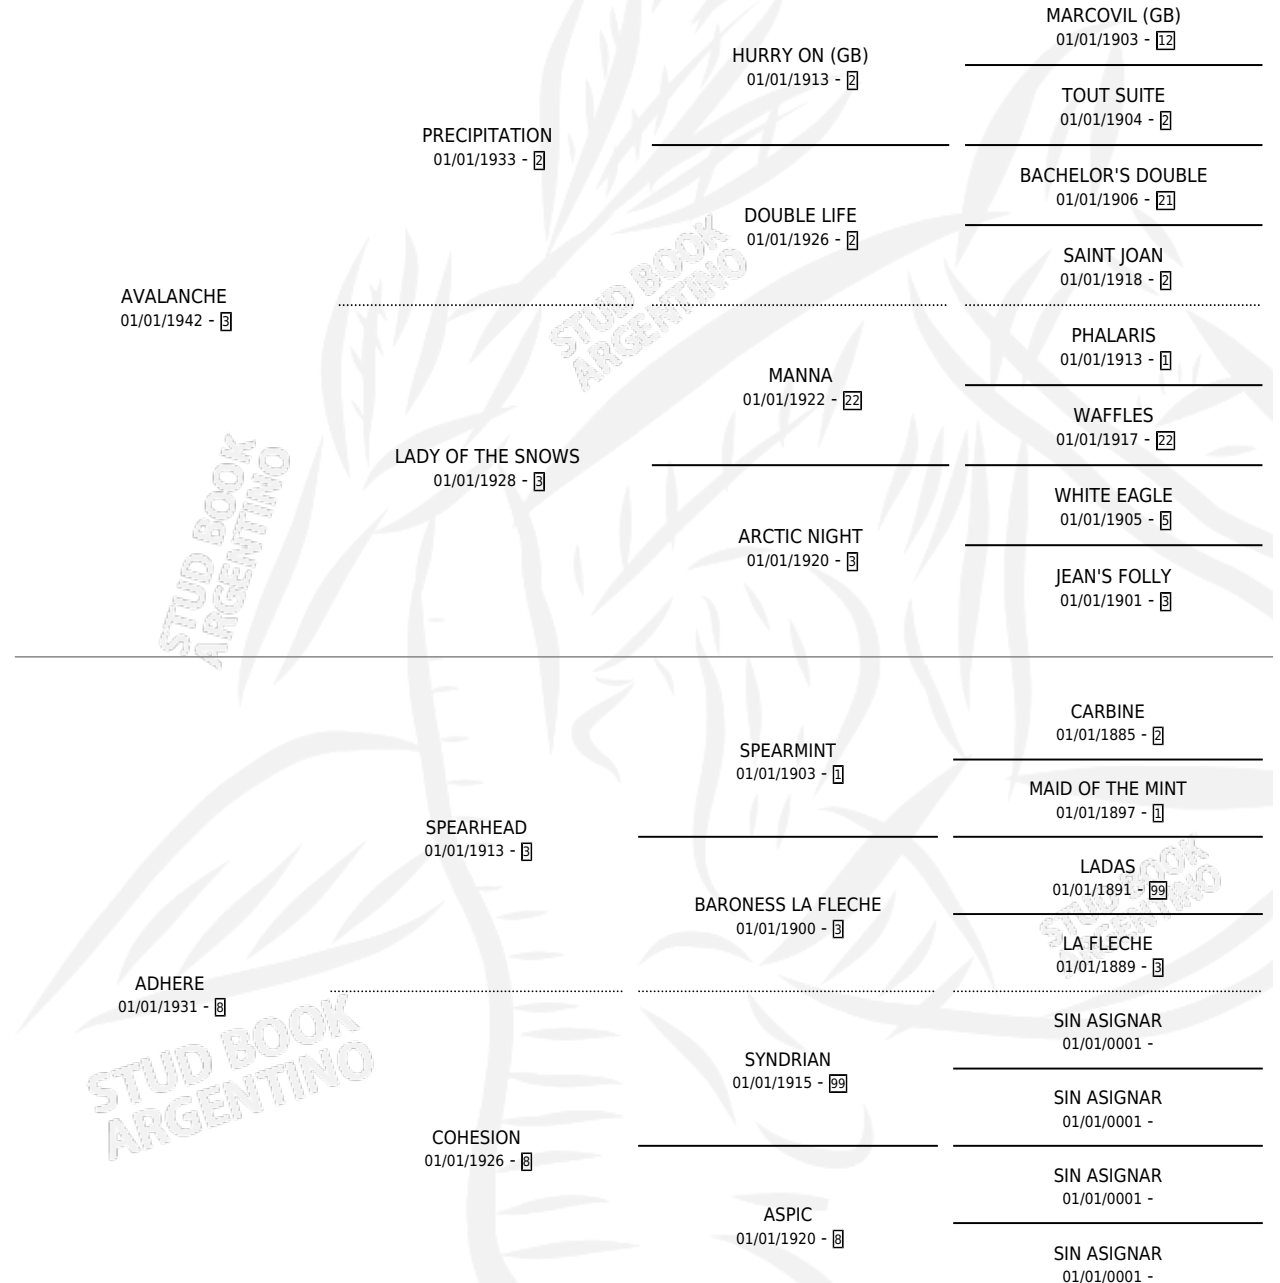 MARCOVIL (GB)
01/01/1903 - 12
HURRY ON (GB)
01/01/1913 - 2
TOUT SUITE
01/01/1904 - 2
PRECIPITATION
01/01/1933 - 2
BACHELOR'S DOUBLE
01/01/1906 - 21
DOUBLE LIFE
01/01/1926 - 2
SAINT JOAN
01/01/1918 - 2
AVALANCHE
01/01/1942 - 3
STUD BOOK
ARGENTINO
PHALARIS
01/01/1913 - 1
MANNA
01/01/1922 - 22
WAFFLES
01/01/1917 - 22
LADY OF THE SNOWS
01/01/1928 - 3
WHITE EAGLE
01/01/1905 - 5
ARCTIC NIGHT
01/01/1920 - 3
JEAN'S FOLLY
01/01/1901 - 3
STUD BOOK
ARGENTINO
CARBINE
01/01/1885 - 2
SPEARMINT
01/01/1903 - 1
MAID OF THE MINT
01/01/1897 - 1
SPEARHEAD
01/01/1913 - 3
LADAS
01/01/1891 - 99
BARONESS LA FLECHE
01/01/1900 - 3
LA FLECHE
01/01/1889 - 3
STUD BOOK
ARGENTINO
ADHERE
01/01/1931 - 8
SIN ASIGNAR
01/01/0001 -
SYNDRIAN
01/01/1915 - 99
SIN ASIGNAR
01/01/0001 -
STUD BOOK
ARGENTINO
COHESION
01/01/1926 - 8
SIN ASIGNAR
01/01/0001 -
ASPIC
01/01/1920 - 8
SIN ASIGNAR
01/01/0001 -